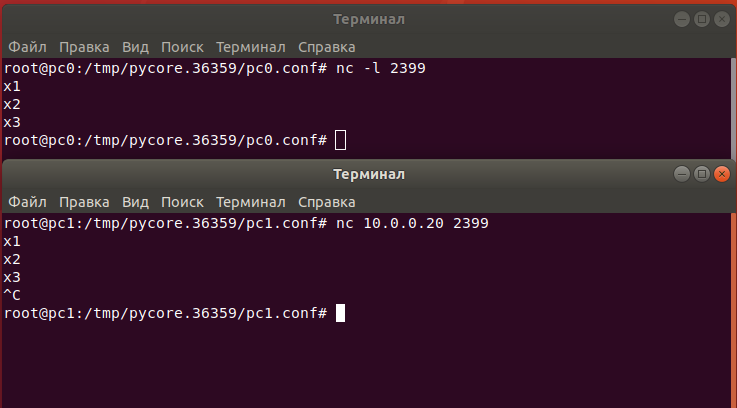 Терминал
Файл Правка Вид Поиск Терминал Справка
root@pc0:/tmp/pycore.36359/pc0.conf# nc -l 2399
x1
x2
x3
root@pc0:/tmp/pycore.36359/pc0.conf#
Терминал
Файл Правка Вид Поиск Терминал Справка
root@pc1:/tmp/pycore.36359/pc1.conf# nc 10.0.0.20 2399
x1
x2
x3
^C
root@pc1:/tmp/pycore.36359/pc1.conf#